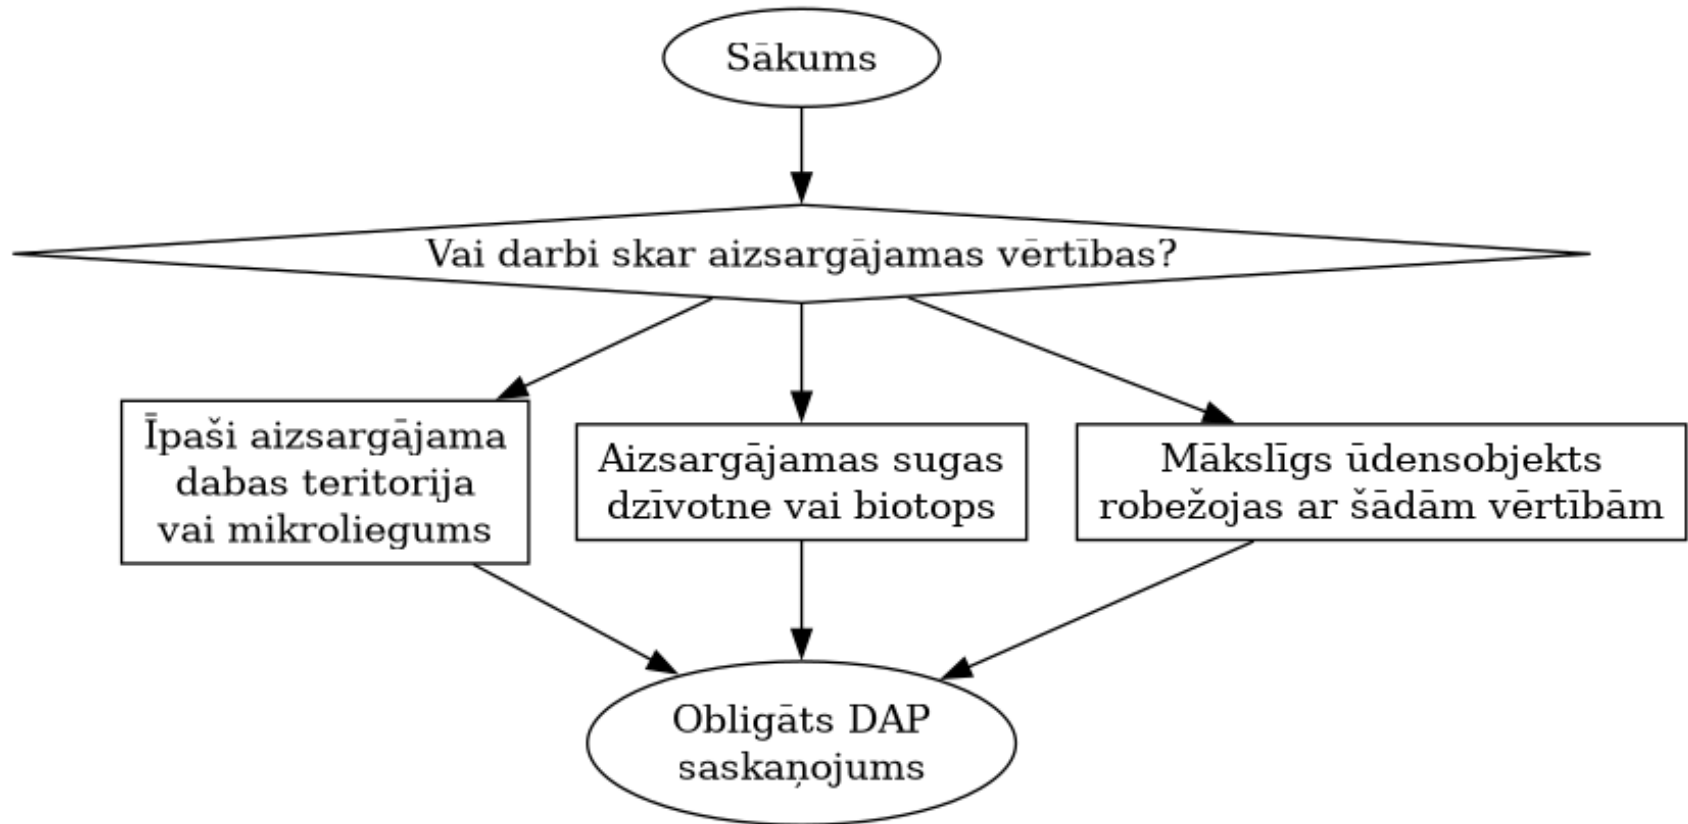 Sākums
Vai darbi skar aizsargājamas vērtības?
Īpaši aizsargājama
dabas teritorija
vai mikroliegums
Aizsargājamas sugas
dzīvotne vai biotops
Mākslīgs ūdensobjekts
robežojas ar šādām vērtībām
Obligāts DAP
saskaņojums